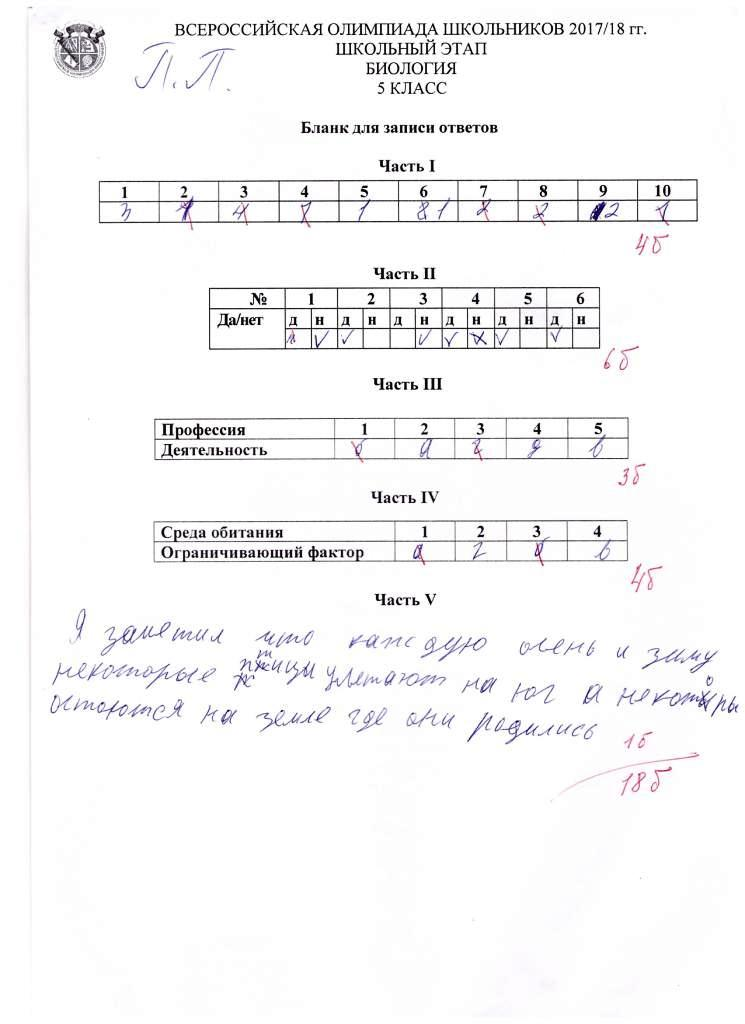 ВСЕРОССИЙСКАЯ ОЛИМПИАДА ШКОЛЬНИКОВ 2017/18 гг.
ШКОЛЬНЫЙ ЭТАП
БИОЛОГИЯ
5 КЛАСС
П.П.
Бланк для записи ответов
Часть I
1 2 3 4 5 6 7 8 9 10
3 1 4 1 1 1 2 2 2 1
4б
Часть II
№ 1 2 3 4 5 6
Да/нет д н д н д н д н д н д н
6б
Часть III
Профессия 1 2 3 4 5
Деятельность б а г д в
3б
Часть IV
Среда обитания 1 2 3 4
Ограничивающий фактор а г б в
4б
Часть V
Я заметил что каждую осень и зиму
некоторые птици улетают на юг а некоторы
остоются на земле где они родились
1б
18б